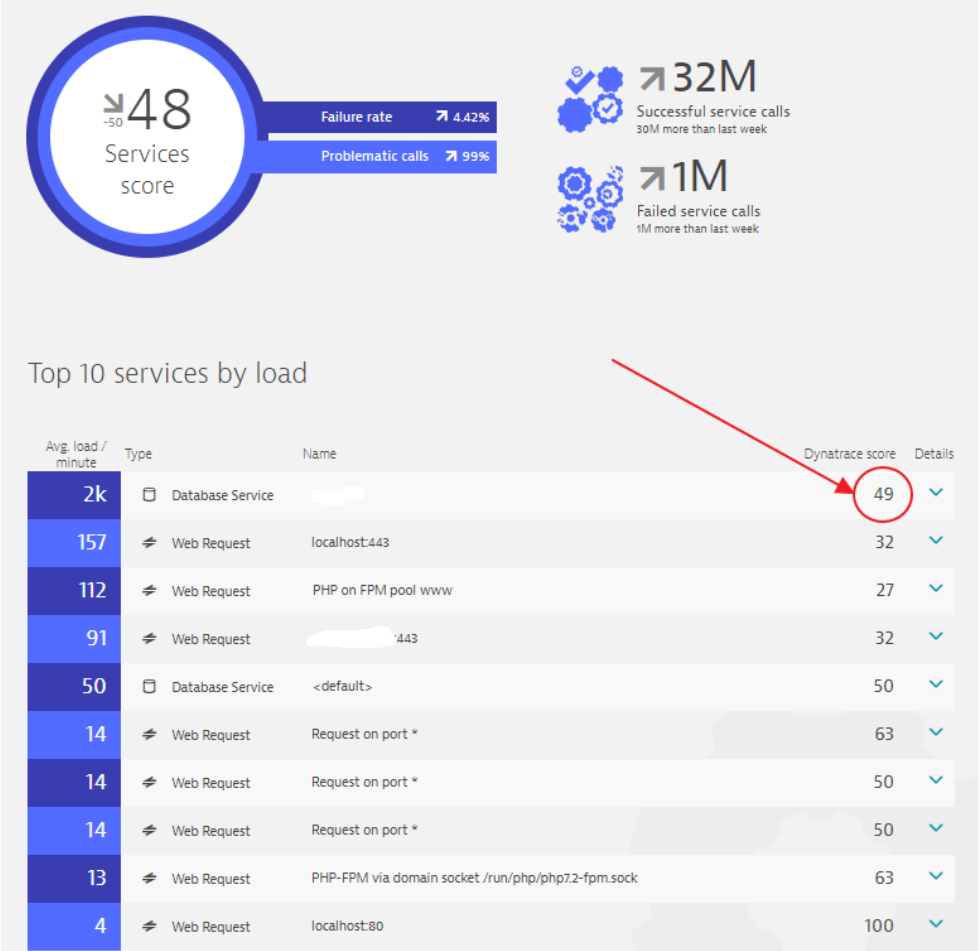 48
-50
Services
score
Failure rate 4.42%
Problematic calls 99%
32M
Successful service calls
30M more than last week
1M
Failed service calls
1M more than last week
Top 10 services by load
Avg. load / minute Type Name Dynatrace score Details
2k Database Service 49
157 Web Request localhost:443 32
112 Web Request PHP on FPM pool www 27
91 Web Request :443 32
50 Database Service <default> 50
14 Web Request Request on port * 63
14 Web Request Request on port * 50
14 Web Request Request on port * 50
13 Web Request PHP-FPM via domain socket /run/php/php7.2-fpm.sock 63
4 Web Request localhost:80 100